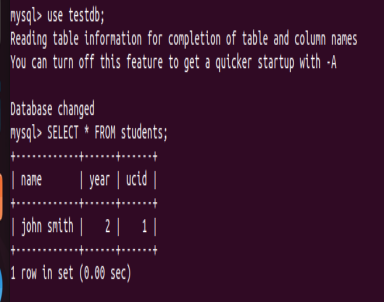 mysql> use testdb;
Reading table information for completion of table and column names
You can turn off this feature to get a quicker startup with -A

Database changed
mysql> SELECT * FROM students;
+------------+------+------+
| name       | year | ucid |
+------------+------+------+
| john smith |    2 |    1 |
+------------+------+------+
1 row in set (0.00 sec)